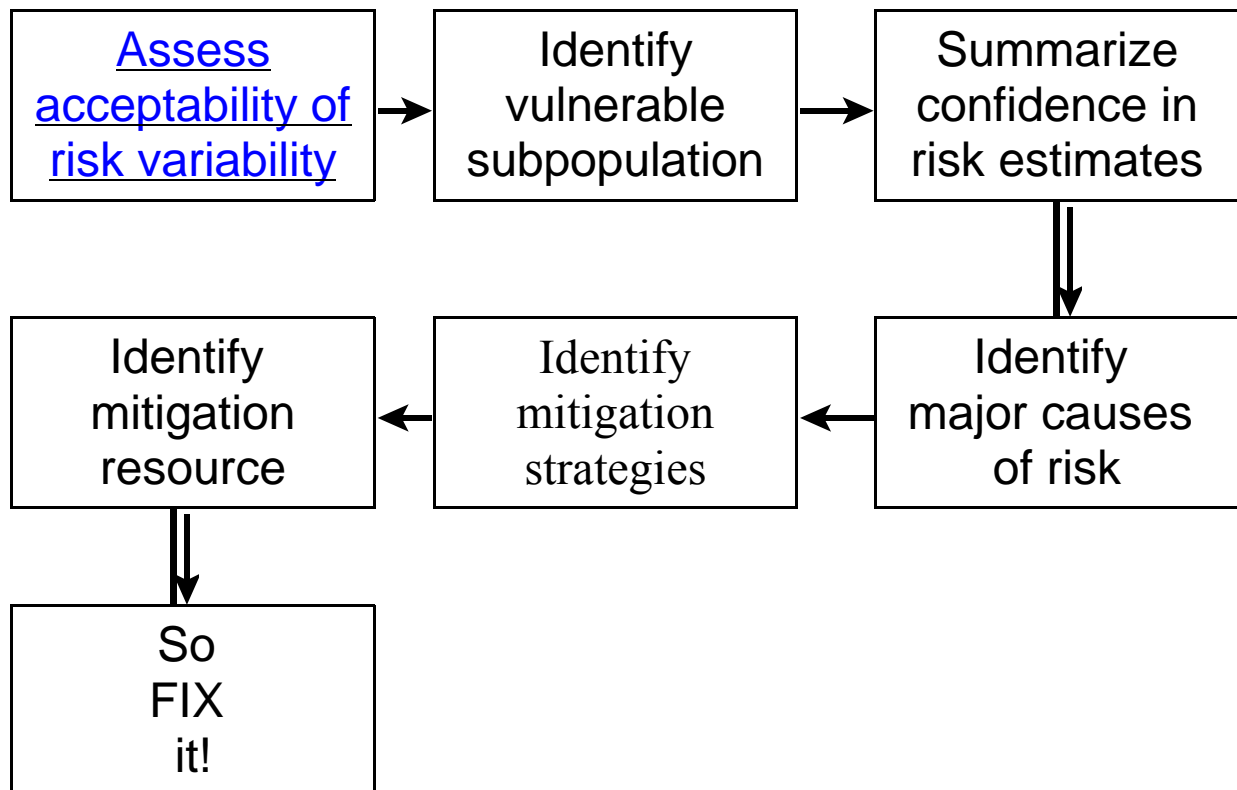 Assess
acceptability of
risk variability
Identify
vulnerable
subpopulation
Summarize
confidence in
risk estimates
Identify
major causes
of risk
Identify
mitigation
strategies
Identify
mitigation
resource
So
FIX
it!